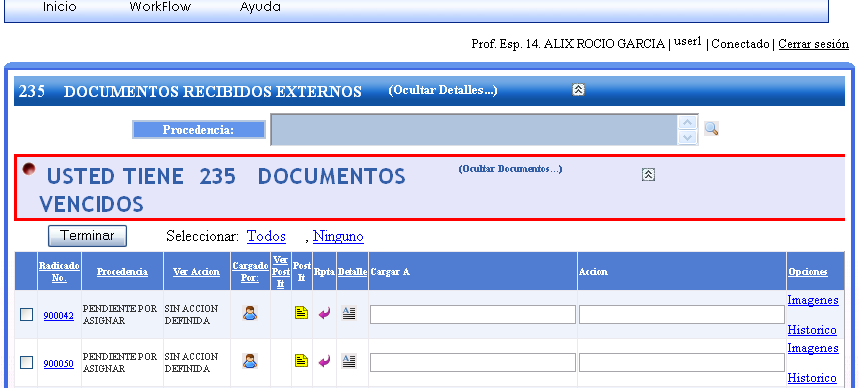 Inicio WorkFlow Ayuda
Prof. Esp. 14. ALIX ROCIO GARCIA | user1 | Conectado | Cerrar sesión
235 DOCUMENTOS RECIBIDOS EXTERNOS (Ocultar Detalles...)
Procedencia:
USTED TIENE 235 DOCUMENTOS (Ocultar Documentos...)
VENCIDOS
Terminar Seleccionar: Todos , Ninguno
Radicado No. Procedencia Ver Accion Cargado Por: Ver Post It Post It Rpta Detalle Cargar A Accion Opciones
900042 PENDIENTE POR ASIGNAR SIN ACCION DEFINIDA Imagenes
Historico
900050 PENDIENTE POR ASIGNAR SIN ACCION DEFINIDA Imagenes
Historico